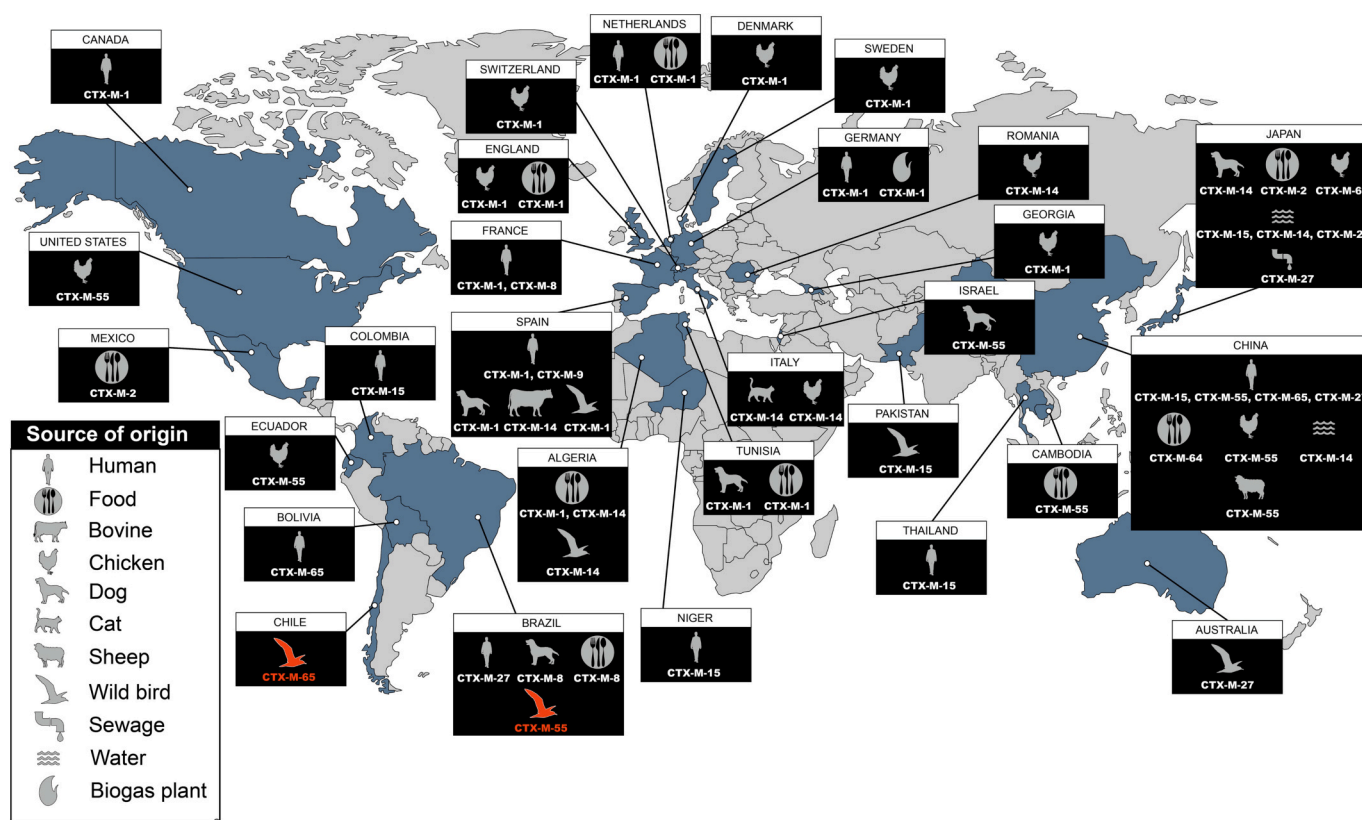 CANADA
CTX-M-1
NETHERLANDS
CTX-M-1 CTX-M-1
DENMARK
CTX-M-1
SWEDEN
CTX-M-1
SWITZERLAND
CTX-M-1
ENGLAND
CTX-M-1 CTX-M-1
GERMANY
CTX-M-1 CTX-M-1
ROMANIA
CTX-M-14
JAPAN
CTX-M-14 CTX-M-2 CTX-M-6
CTX-M-15, CTX-M-14, CTX-M-2
CTX-M-27
UNITED STATES
CTX-M-55
FRANCE
CTX-M-1, CTX-M-8
GEORGIA
CTX-M-1
ISRAEL
CTX-M-55
MEXICO
CTX-M-2
COLOMBIA
CTX-M-15
SPAIN
CTX-M-1, CTX-M-9
CTX-M-1 CTX-M-14 CTX-M-1
ITALY
CTX-M-14 CTX-M-14
CHINA
CTX-M-15, CTX-M-55, CTX-M-65, CTX-M-27
CTX-M-64 CTX-M-55 CTX-M-14
CTX-M-55
PAKISTAN
CTX-M-15
ECUADOR
CTX-M-55
ALGERIA
CTX-M-1, CTX-M-14
CTX-M-14
TUNISIA
CTX-M-1 CTX-M-1
CAMBODIA
CTX-M-55
BOLIVIA
CTX-M-65
THAILAND
CTX-M-15
CHILE
CTX-M-65
BRAZIL
CTX-M-27 CTX-M-8 CTX-M-8
CTX-M-55
NIGER
CTX-M-15
AUSTRALIA
CTX-M-27
Source of origin
Human
Food
Bovine
Chicken
Dog
Cat
Sheep
Wild bird
Sewage
Water
Biogas plant